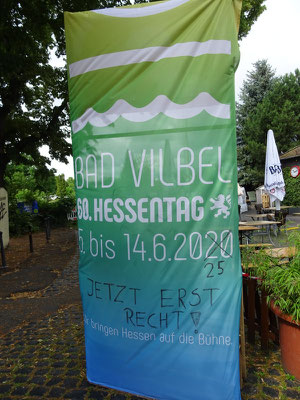 BAD VILBEL
60. HESSENTAG
5. bis 14.6.2020
25
JETZT ERST
RECHT!
bringen Hessen auf die Bühne.